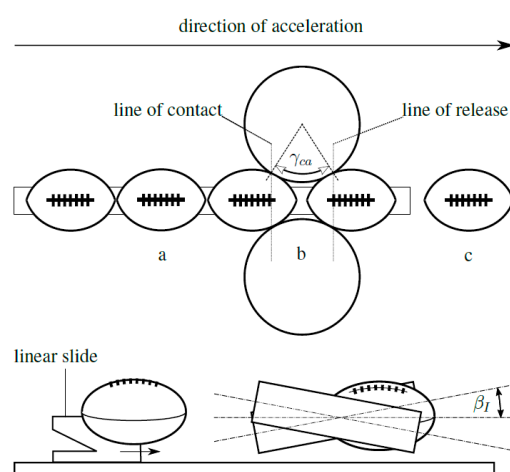 direction of acceleration
line of contact
line of release
γca
a
b
c
linear slide
βI